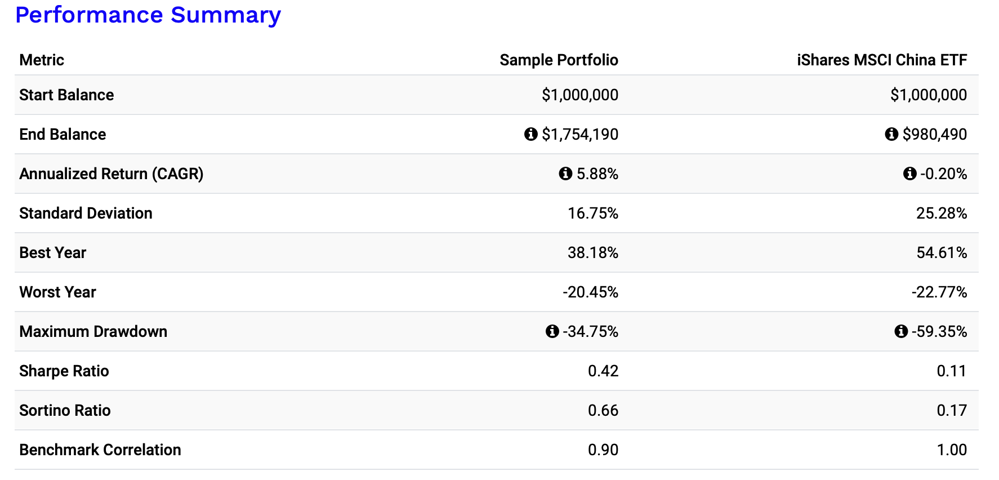 Performance Summary
Metric Sample Portfolio iShares MSCI China ETF
Start Balance $1,000,000 $1,000,000
End Balance $1,754,190 $980,490
Annualized Return (CAGR) 5.88% -0.20%
Standard Deviation 16.75% 25.28%
Best Year 38.18% 54.61%
Worst Year -20.45% -22.77%
Maximum Drawdown -34.75% -59.35%
Sharpe Ratio 0.42 0.11
Sortino Ratio 0.66 0.17
Benchmark Correlation 0.90 1.00